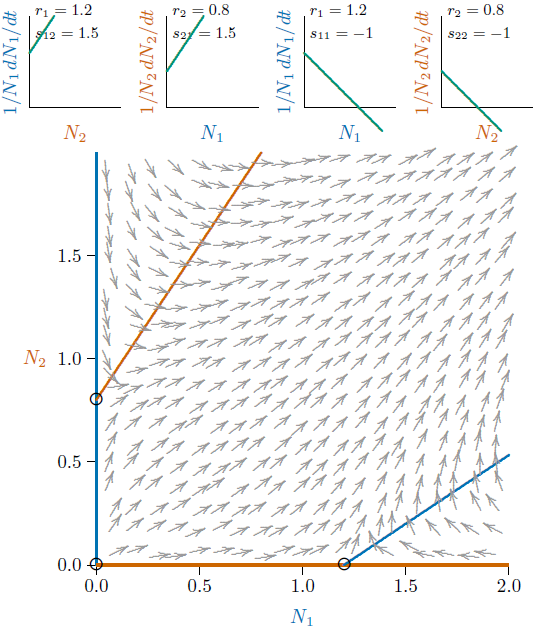 1/N₁ dN₁/dt
r₁ = 1.2
s₁₂ = 1.5
N₂
1/N₂ dN₂/dt
r₂ = 0.8
s₂₁ = 1.5
N₁
1/N₁ dN₁/dt
r₁ = 1.2
s₁₁ = −1
N₁
1/N₂ dN₂/dt
r₂ = 0.8
s₂₂ = −1
N₂
1.5
1.0
0.5
0.0
N₂
0.0 0.5 1.0 1.5 2.0
N₁